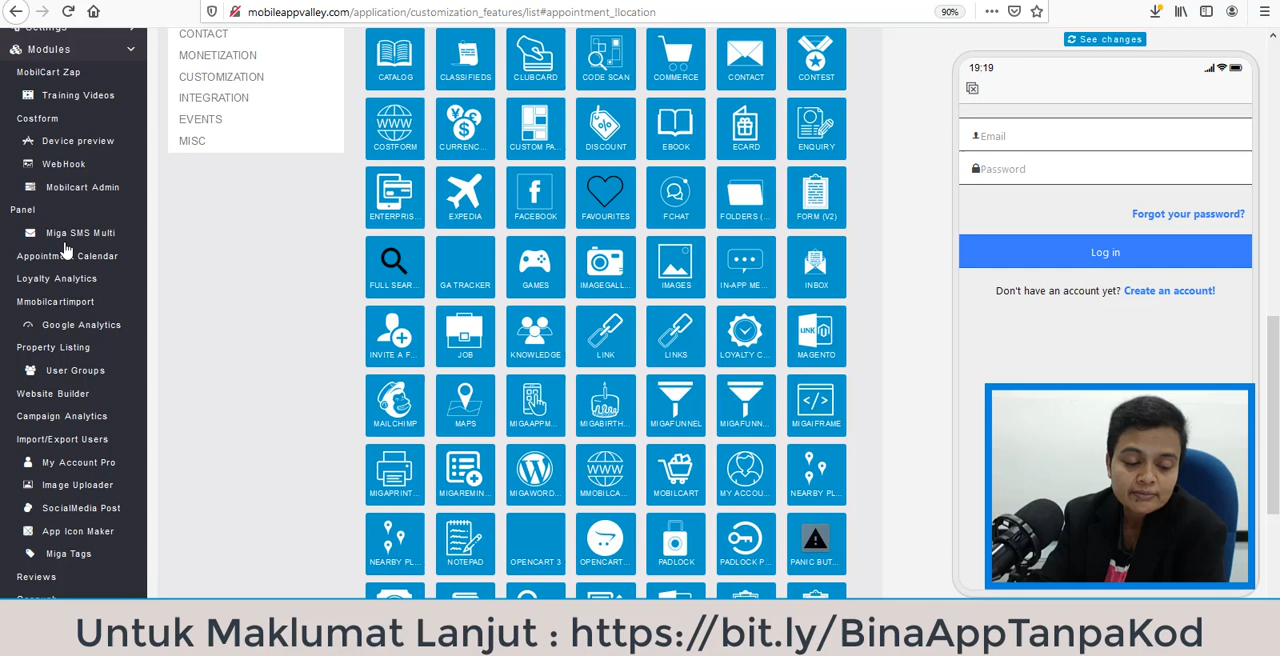 mobileappvalley.com/application/customization_features/list#appointment_llocation
90%
Modules
MobilCart Zap
Training Videos
Costform
Device preview
WebHook
Mobilcart Admin
Panel
Miga SMS Multi
Appointment Calendar
Loyalty Analytics
Mmobilcartimport
Google Analytics
Property Listing
User Groups
Website Builder
Campaign Analytics
Import/Export Users
My Account Pro
Image Uploader
SocialMedia Post
App Icon Maker
Miga Tags
Reviews
CONTACT
MONETIZATION
CUSTOMIZATION
INTEGRATION
EVENTS
MISC
CATALOG CLASSIFIEDS CLUBCARD CODE SCAN COMMERCE CONTACT CONTEST
WWW
COSTFORM CURRENC... CUSTOM PA... DISCOUNT EBOOK ECARD ENQUIRY
ENTERPRIS... EXPEDIA FACEBOOK FAVOURITES FCHAT FOLDERS (... FORM (V2)
FULL SEAR... GA TRACKER GAMES IMAGEGALL... IMAGES IN-APP ME... INBOX
LINK
INVITE A F... JOB KNOWLEDGE LINK LINKS LOYALTY C... MAGENTO
MAILCHIMP MAPS MIGAAPPM... MIGABIRTH... MIGAFUNNEL MIGAFUNN... MIGAIFRAME
WWW
MIGAPRINT... MIGAREMIN... MIGAWORD... MMOBILCA... MOBILCART MY ACCOU... NEARBY PL...
NEARBY PL... NOTEPAD OPENCART 3 OPENCART... PADLOCK PADLOCK P... PANIC BUT...
See changes
19:19
Email
Password
Forgot your password?
Log in
Don't have an account yet? Create an account!
Untuk Maklumat Lanjut : https://bit.ly/BinaAppTanpaKod